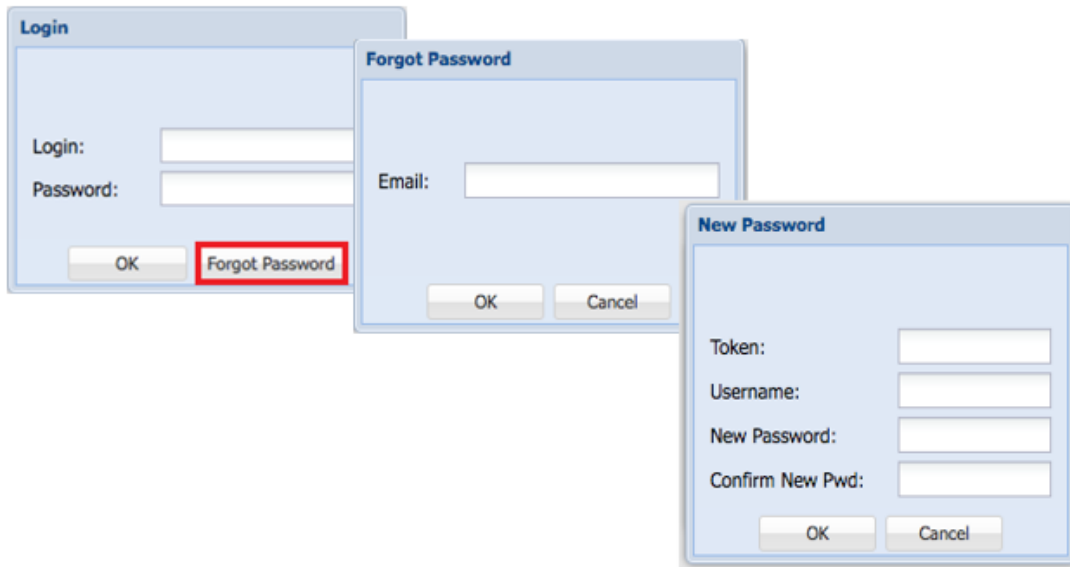 Login
Login:
Password:
OK Forgot Password
Forgot Password
Email:
OK Cancel
New Password
Token:
Username:
New Password:
Confirm New Pwd:
OK Cancel